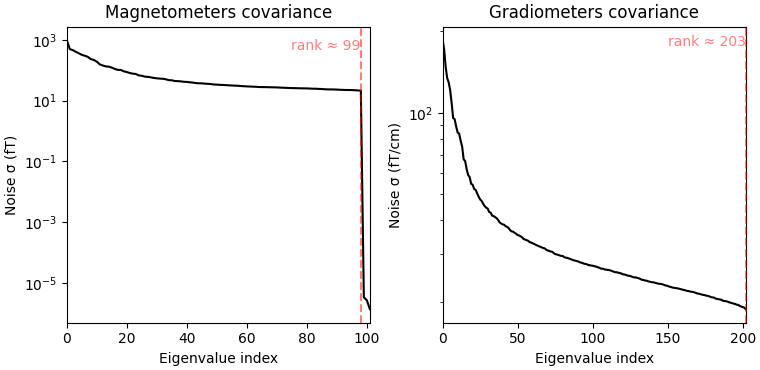 Magnetometers covariance
Gradiometers covariance
rank ≈ 99
rank ≈ 203
Noise σ (fT)
10³
10¹
10⁻¹
10⁻³
10⁻⁵
0 20 40 60 80 100
Eigenvalue index
Noise σ (fT/cm)
10²
0 50 100 150 200
Eigenvalue index